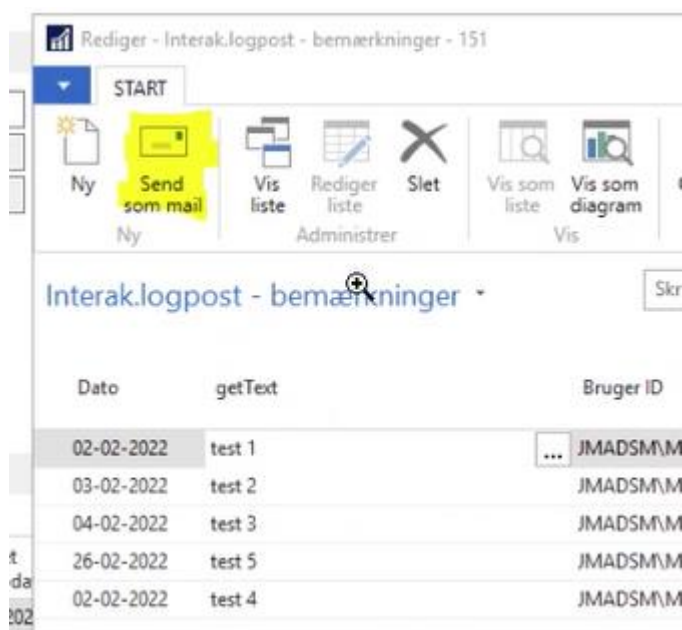 Rediger - Interak.logpost - bemærkninger - 151
START
Ny Send som mail Vis liste Rediger liste Slet Vis som liste Vis som diagram
Ny Administrer Vis
Interak.logpost - bemærkninger
Skr
Dato getText Bruger ID
02-02-2022 test 1 ... JMADSM\M
03-02-2022 test 2 JMADSM\M
04-02-2022 test 3 JMADSM\M
26-02-2022 test 5 JMADSM\M
02-02-2022 test 4 JMADSM\M